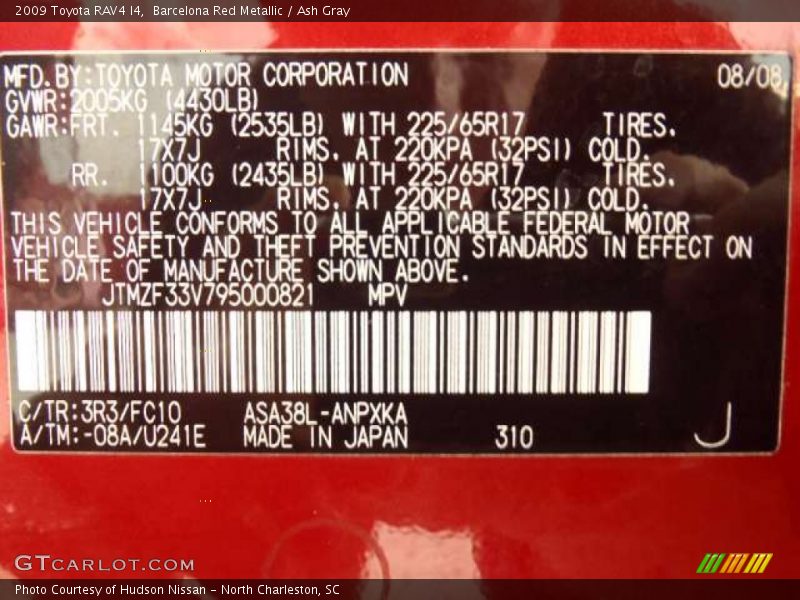 2009 Toyota RAV4 I4, Barcelona Red Metallic / Ash Gray
MFD.BY:TOYOTA MOTOR CORPORATION 08/08
GVWR:2005KG (4430LB)
GAWR:FRT. 1145KG (2535LB) WITH 225/65R17 TIRES.
17X7J RIMS. AT 220KPA (32PSI) COLD.
RR. 1100KG (2435LB) WITH 225/65R17 TIRES.
17X7J RIMS. AT 220KPA (32PSI) COLD.
THIS VEHICLE CONFORMS TO ALL APPLICABLE FEDERAL MOTOR
VEHICLE SAFETY AND THEFT PREVENTION STANDARDS IN EFFECT ON
THE DATE OF MANUFACTURE SHOWN ABOVE.
JTMZF33V795000821 MPV
C/TR:3R3/FC10 ASA38L-ANPXKA
A/TM:-08A/U241E MADE IN JAPAN 310 J
GTCARLOT.COM
Photo Courtesy of Hudson Nissan - North Charleston, SC